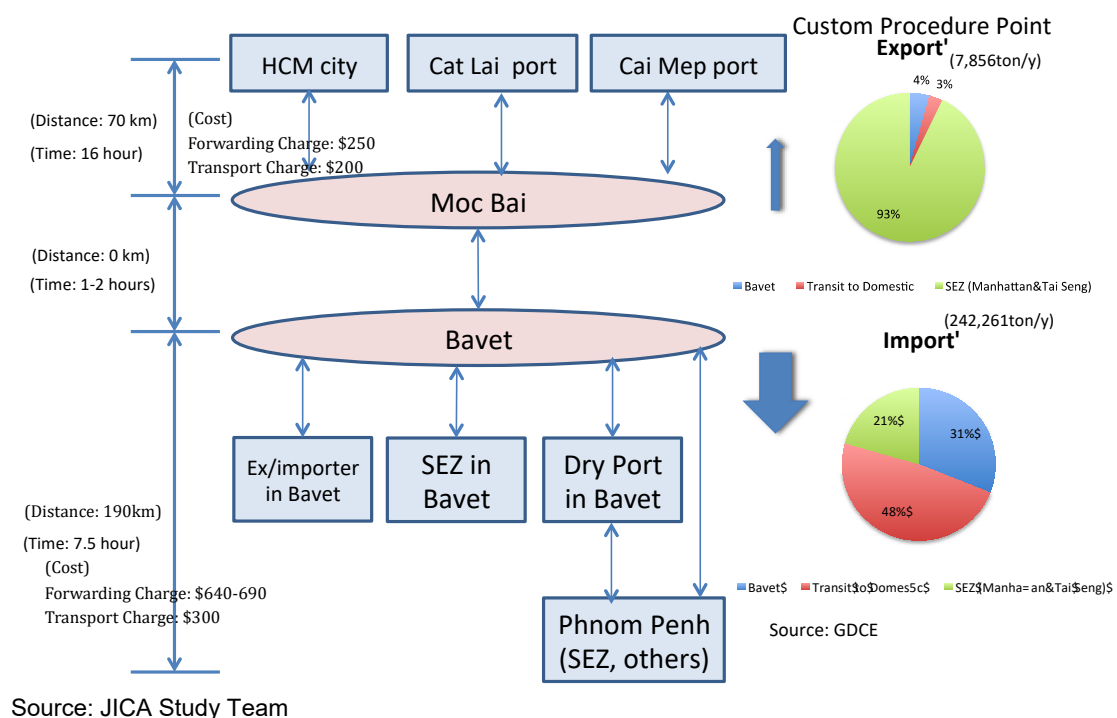 Custom Procedure Point
Export'
(7,856ton/y)
HCM city
Cat Lai port
Cai Mep port
4%
3%
93%
(Distance: 70 km)
(Time: 16 hour)
(Cost)
Forwarding Charge: $250
Transport Charge: $200
Moc Bai
(Distance: 0 km)
(Time: 1-2 hours)
Bavet
Transit to Domestic
SEZ (Manhattan&Tai Seng)
(242,261ton/y)
Import'
Bavet
21%$
31%$
48%$
Ex/importer
in Bavet
SEZ in
Bavet
Dry Port
in Bavet
(Distance: 190km)
(Time: 7.5 hour)
(Cost)
Forwarding Charge: $640-690
Transport Charge: $300
Bavet$
Transit$to$Domes5c$
SEZ$(Manha=an&Tai$Seng)$
Phnom Penh
(SEZ, others)
Source: GDCE
Source: JICA Study Team